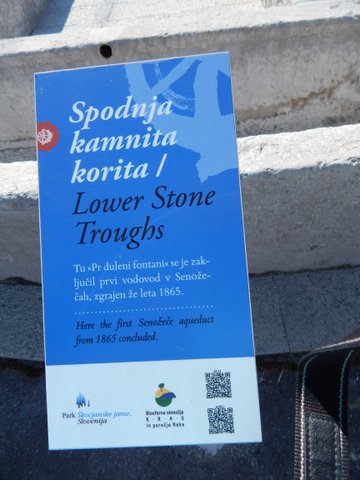 Spodnja
kamnita
korita /
Lower Stone
Troughs
Tu »Pr duleni fontani« se je zak-
ljučil prvi vodovod v Senože-
čah, zgrajen že leta 1865.
Here the first Senožeče aqueduct
from 1865 concluded.
Park Škocjanske jame,
Slovenija
Biosferno območje
KRAS
in porečje Reke